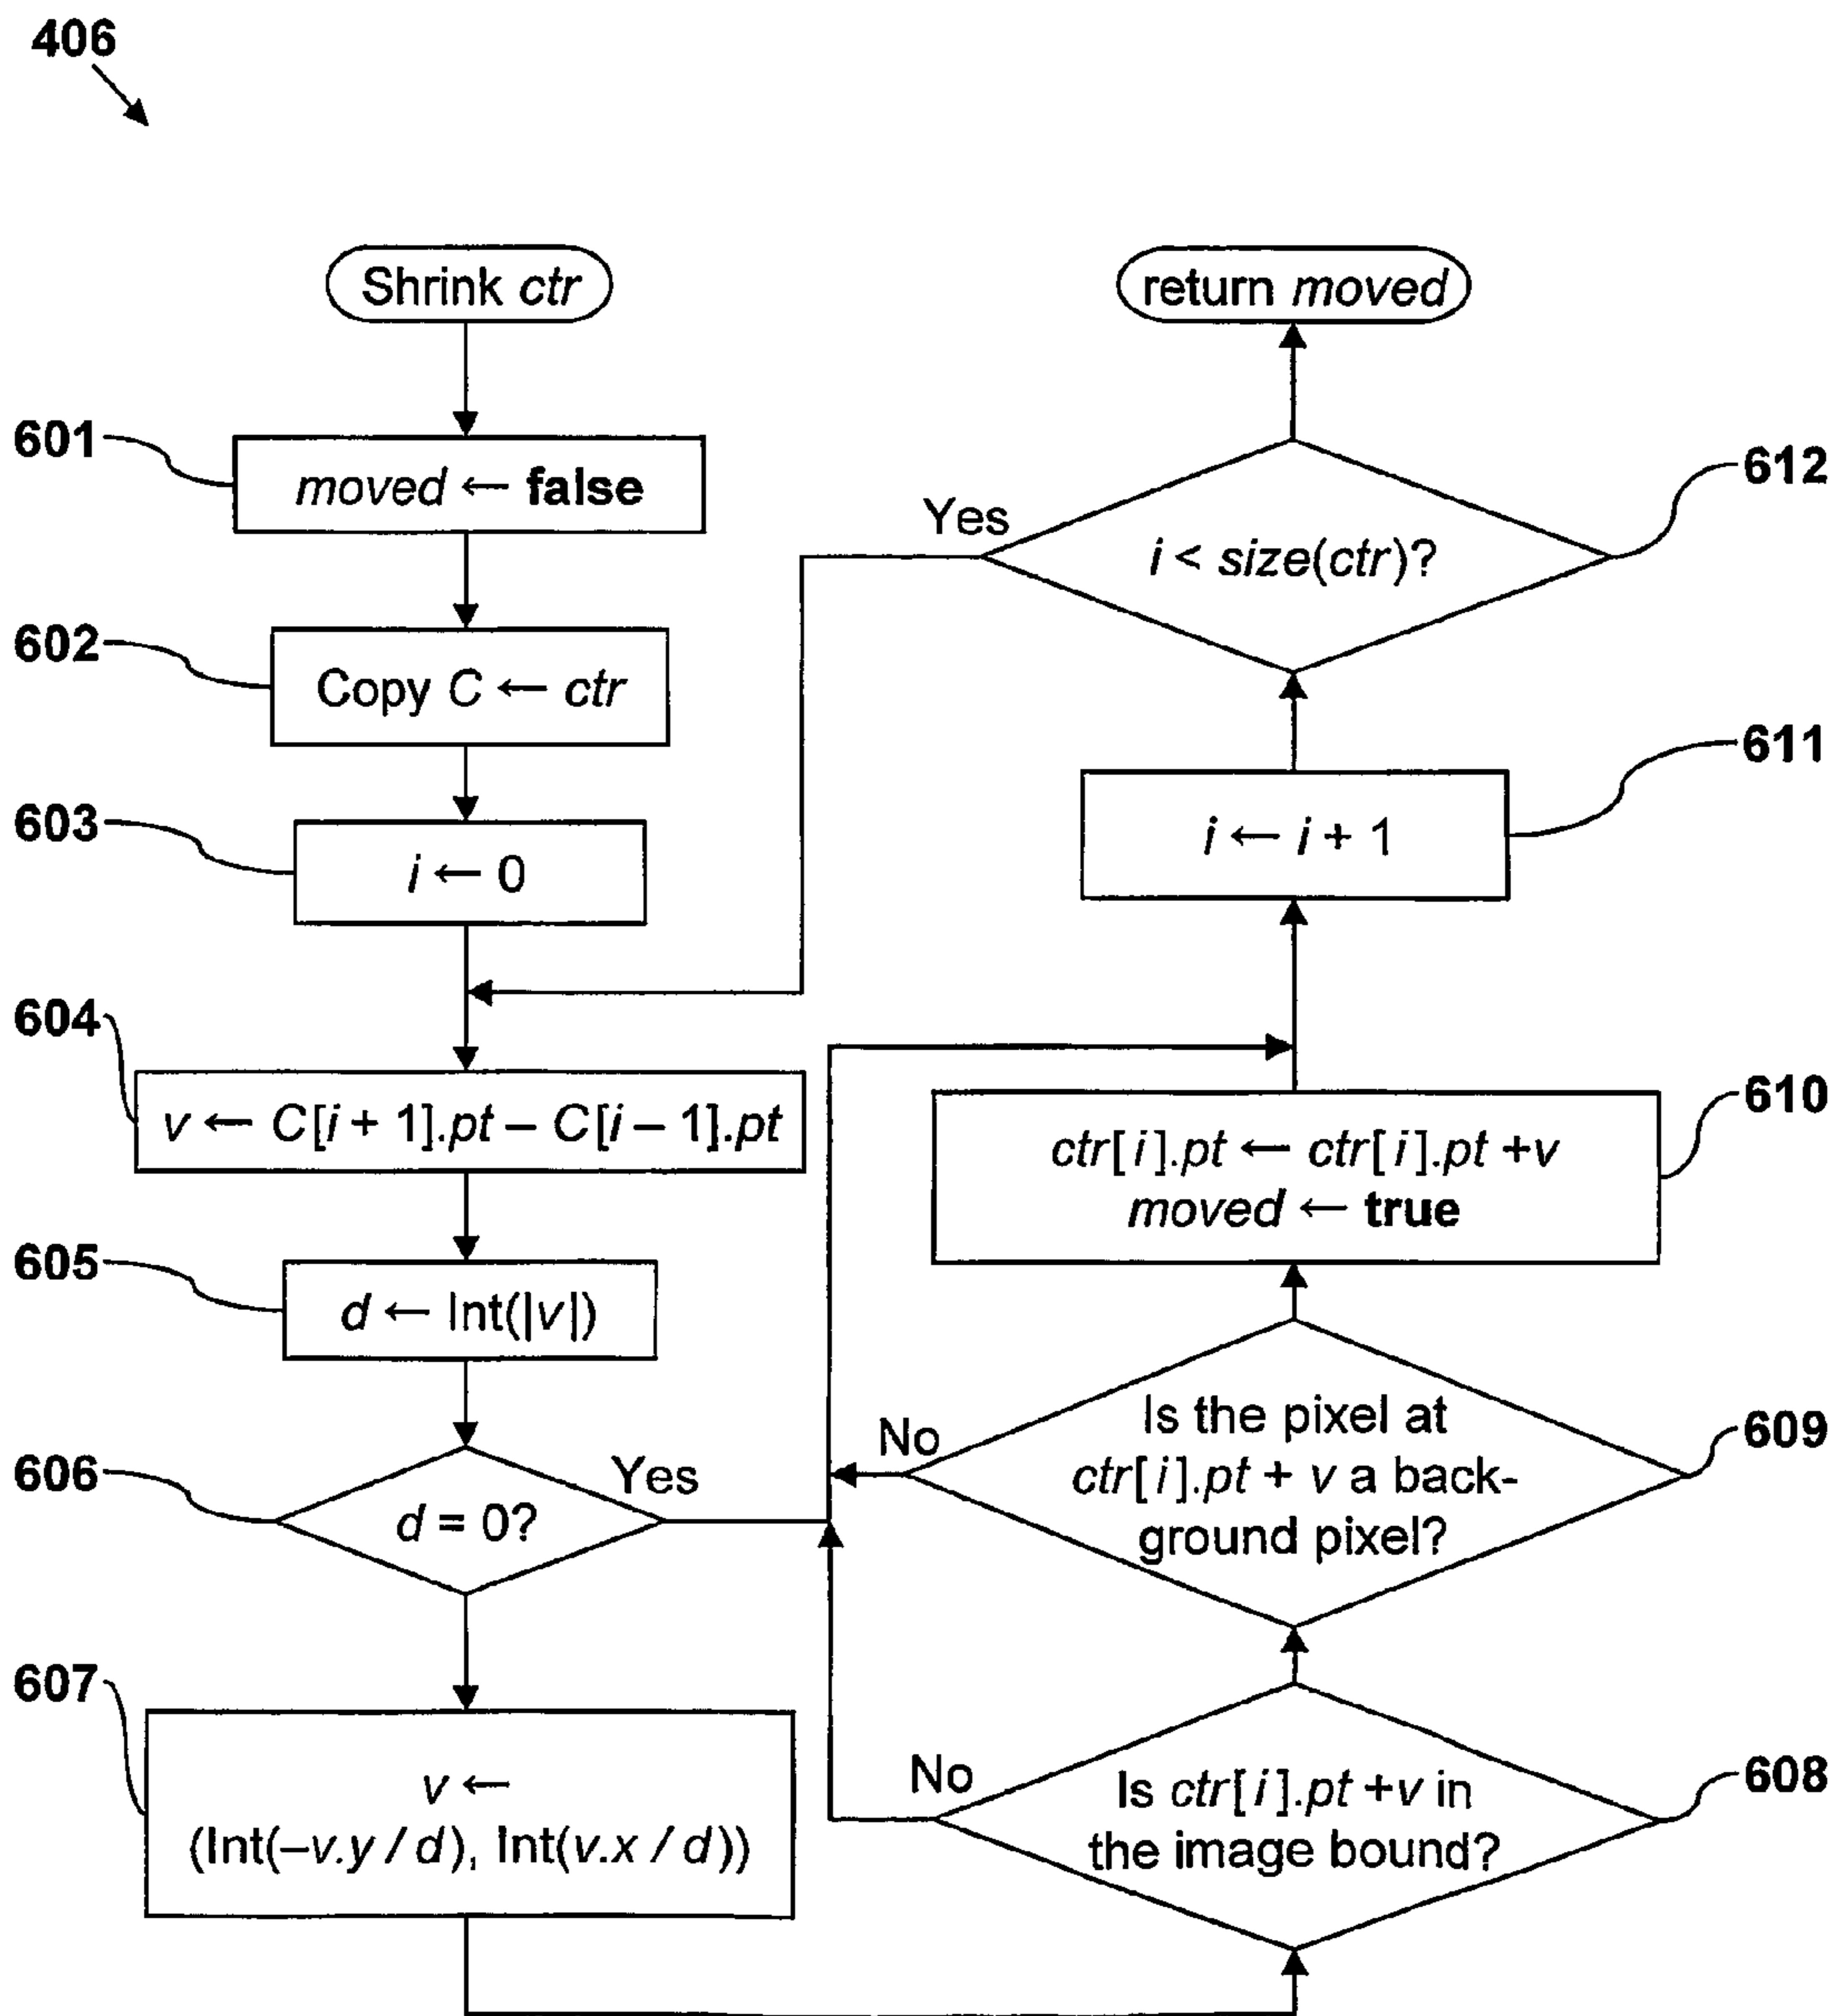 406
Shrink ctr
601
moved ← false
602
Copy C ← ctr
603
i ← 0
604
v ← C[i + 1].pt – C[i – 1].pt
605
d ← Int(|v|)
606
d = 0?
Yes
607
v ←
(Int(–v.y / d), Int(v.x / d))
608
Is ctr[i].pt +v in
the image bound?
No
609
Is the pixel at
ctr[i].pt + v a back-
ground pixel?
No
610
ctr[i].pt ← ctr[i].pt +v
moved ← true
611
i ← i + 1
612
i < size(ctr)?
Yes
return moved